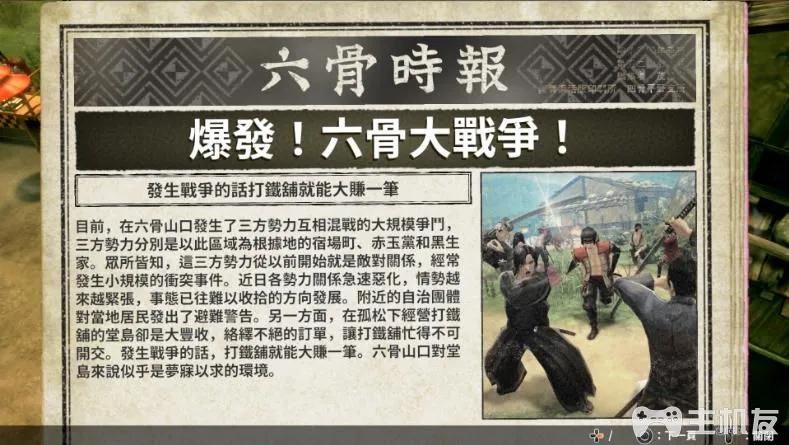 六骨時報
爆發！六骨大戰爭！
發生戰爭的話打鐵舖就能大賺一筆
目前，在六骨山口發生了三方勢力互相混戰的大規模爭鬥，
三方勢力分別是以此區域為根據地的宿場町、赤玉黨和黑生
家。眾所皆知，這三方勢力從以前開始就是敵對關係，經常
發生小規模的衝突事件。近日各勢力關係急速惡化，情勢越
來越緊張，事態已往難以收拾的方向發展。附近的自治團體
對當地居民發出了避難警告。另一方面，在孤松下經營打鐵
舖的堂島卻是大豐收，絡繹不絕的訂單，讓打鐵舖忙得不可
開交。發生戰爭的話，打鐵舖就能大賺一筆。六骨山口對堂
島來說似乎是夢寐以求的環境。
/ ：下一頁 ：關閉
主机友